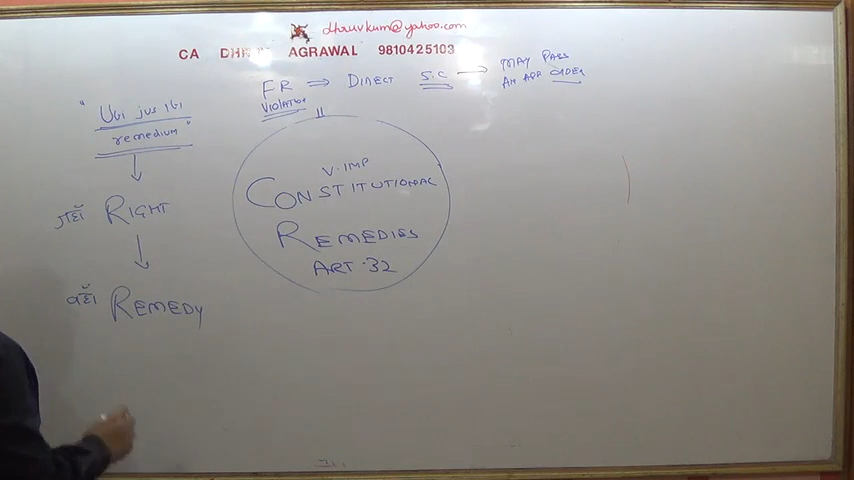 dhruvkum@yahoo.com
CA DH AGRAWAL 9810425103
FR ⇒ DIRECT S.C → MAY PASS
VIOLATION AN APP ORDER
" Ubi jus ibi
remedium "
V. IMP
CONSTITUTIONAL
REMEDIES
ART. 32
जहाँ RIGHT
वहाँ REMEDY